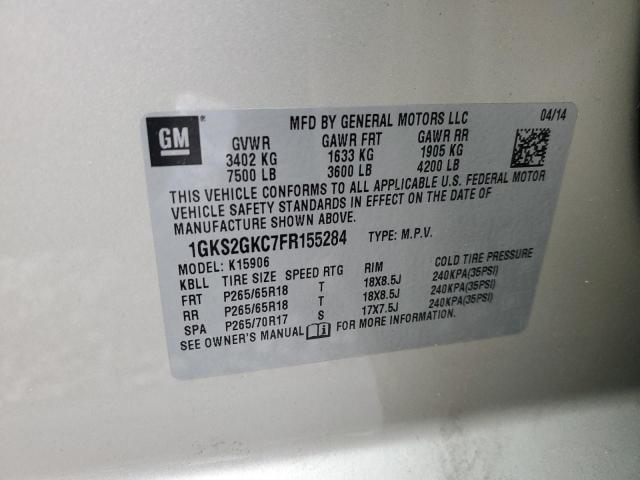 MFD BY GENERAL MOTORS LLC 04/14
GM
GVWR GAWR FRT GAWR RR
3402 KG 1633 KG 1905 KG
7500 LB 3600 LB 4200 LB
THIS VEHICLE CONFORMS TO ALL APPLICABLE U.S. FEDERAL MOTOR
VEHICLE SAFETY STANDARDS IN EFFECT ON THE DATE OF
MANUFACTURE SHOWN ABOVE.
1GKS2GKC7FR155284 TYPE: M.P.V.
MODEL: K15906
KBLL TIRE SIZE SPEED RTG RIM COLD TIRE PRESSURE
FRT P265/65R18 T 18X8.5J 240KPA(35PSI)
RR P265/65R18 T 18X8.5J 240KPA(35PSI)
SPA P265/70R17 S 17X7.5J 240KPA(35PSI)
SEE OWNER'S MANUAL i FOR MORE INFORMATION.